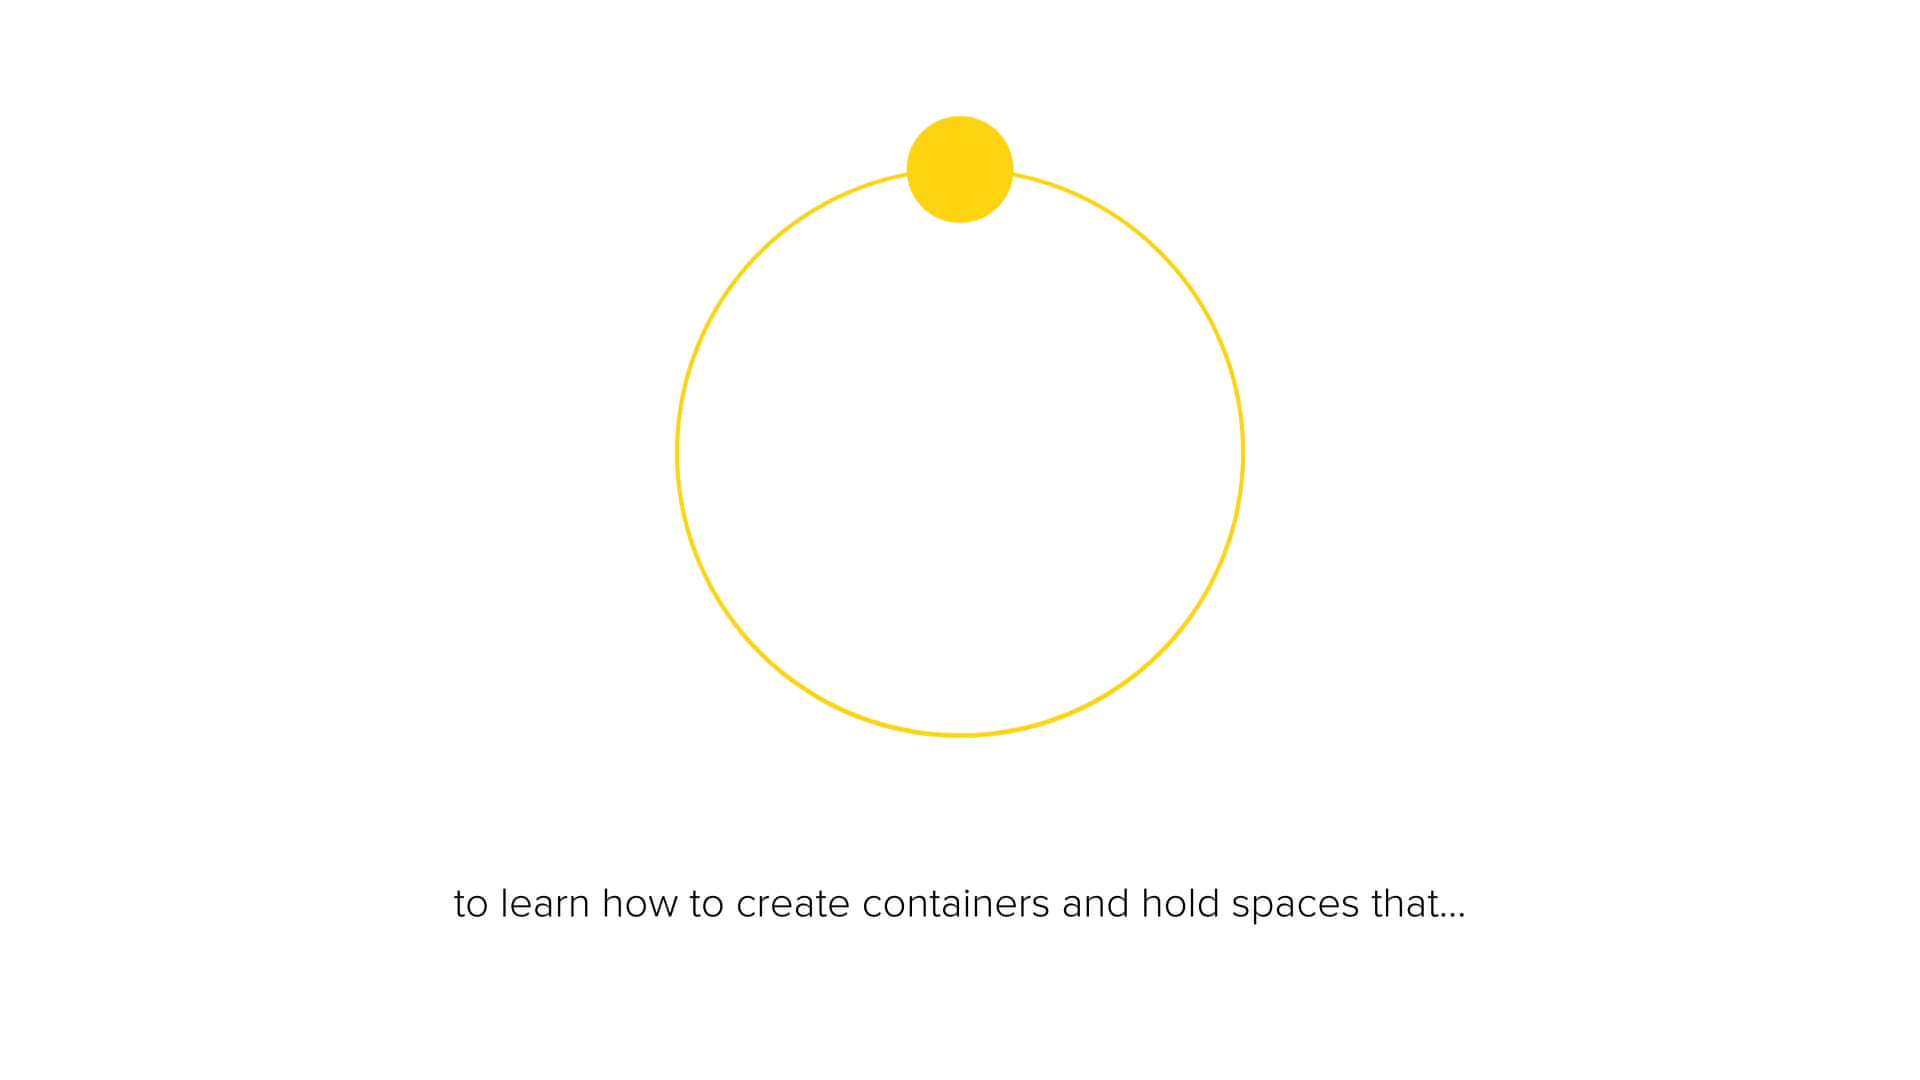 to learn how to create containers and hold spaces that...